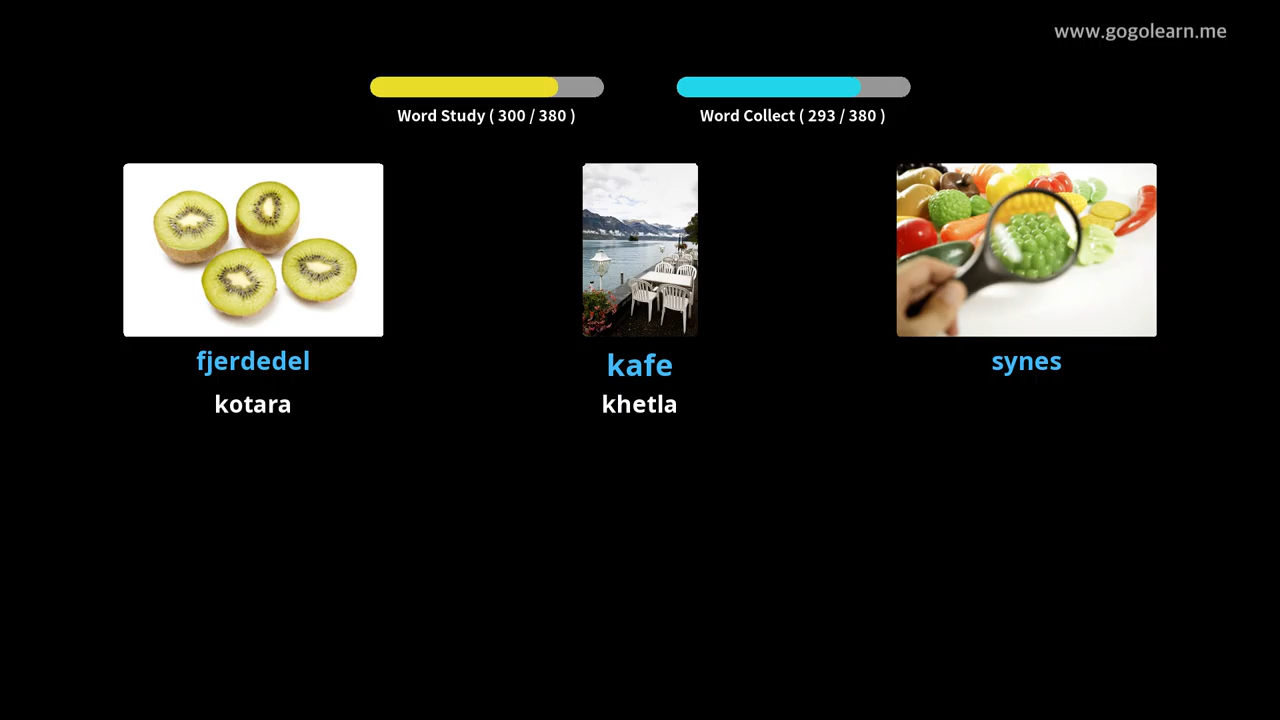 www.gogolearn.me
Word Study ( 300 / 380 )
Word Collect ( 293 / 380 )
fjerdedel
kafe
synes
kotara
khetla